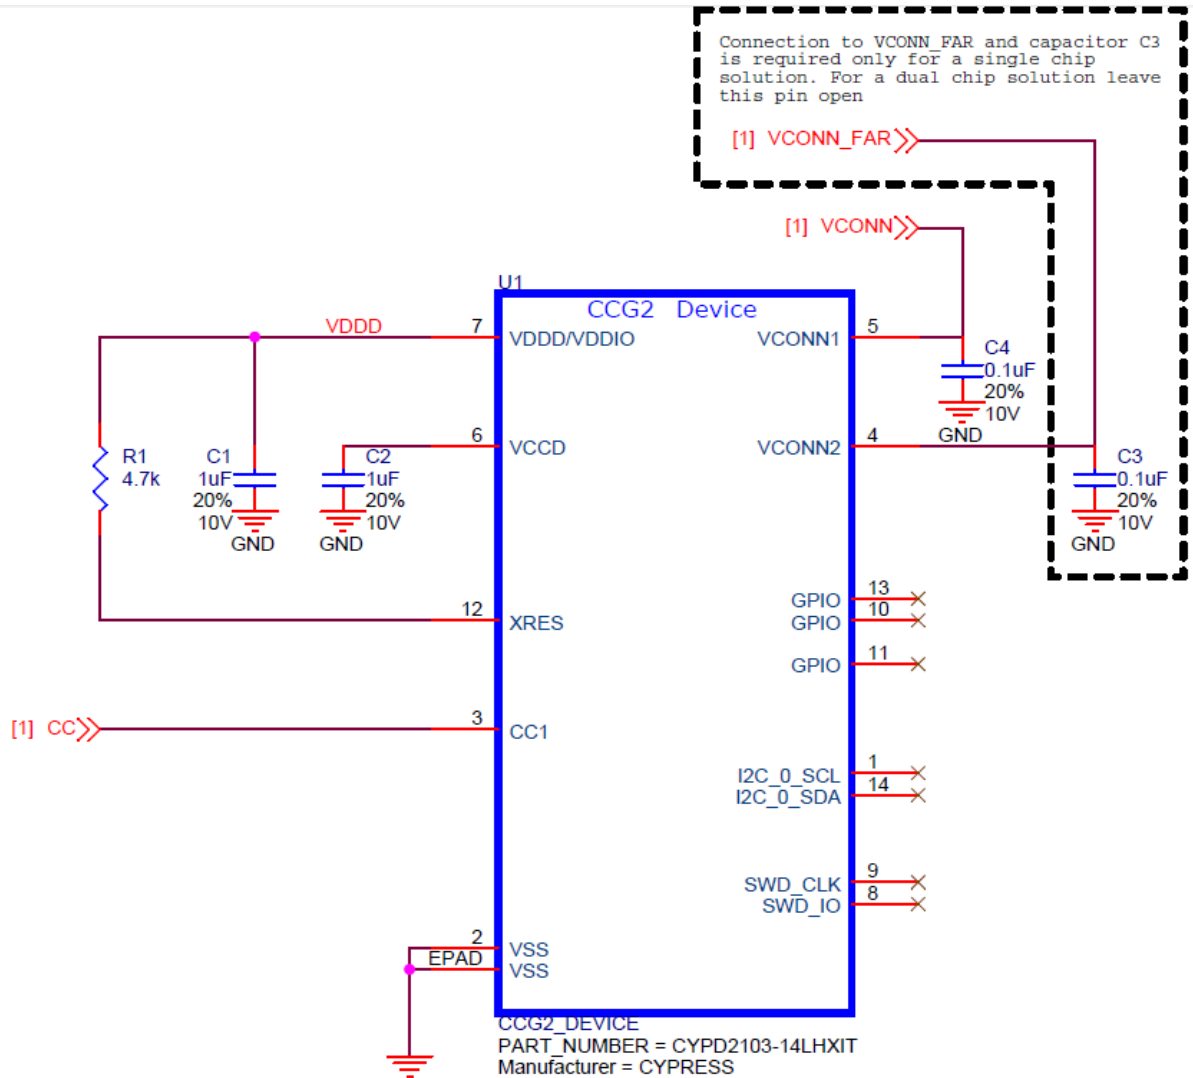 Connection to VCONN_FAR and capacitor C3
is required only for a single chip
solution. For a dual chip solution leave
this pin open
[1] VCONN_FAR
[1] VCONN
U1
CCG2 Device
VDDD
7
VDDD/VDDIO
VCONN1
5
C4
0.1uF
20%
10V
GND
6
VCCD
VCONN2
4
R1
4.7k
C1
1uF
20%
10V
GND
C2
1uF
20%
10V
GND
C3
0.1uF
20%
10V
GND
12
XRES
GPIO
13
GPIO
10
GPIO
11
[1] CC
3
CC1
I2C_0_SCL
1
I2C_0_SDA
14
SWD_CLK
9
SWD_IO
8
2
VSS
EPAD
VSS
CCG2_DEVICE
PART_NUMBER = CYPD2103-14LHXIT
Manufacturer = CYPRESS